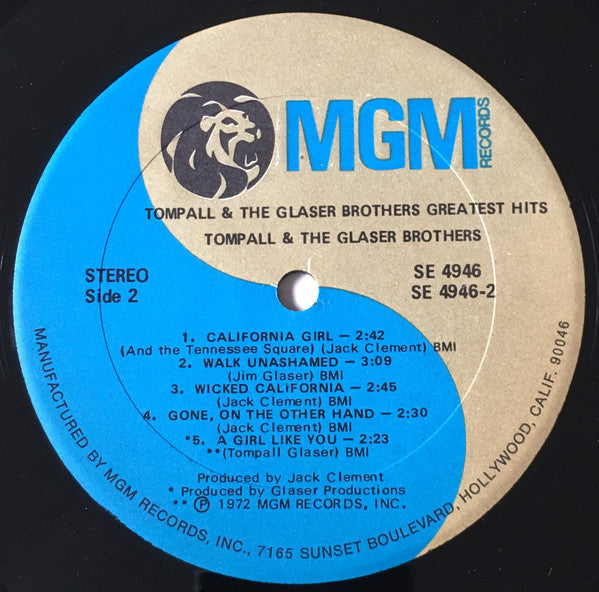 MGM RECORDS
TOMPALL & THE GLASER BROTHERS GREATEST HITS
TOMPALL & THE GLASER BROTHERS
STEREO
Side 2
SE 4946
SE 4946-2
1. CALIFORNIA GIRL – 2:42
(And the Tennessee Square) (Jack Clement) BMI
2. WALK UNASHAMED – 3:09
(Jim Glaser) BMI
3. WICKED CALIFORNIA – 2:45
(Jack Clement) BMI
4. GONE, ON THE OTHER HAND – 2:30
(Jack Clement) BMI
*5. A GIRL LIKE YOU – 2:23
**(Tompall Glaser) BMI
Produced by Jack Clement
* Produced by Glaser Productions
** Ⓟ 1972 MGM RECORDS, INC.
MANUFACTURED BY MGM RECORDS, INC., 7165 SUNSET BOULEVARD, HOLLYWOOD, CALIF. 90046